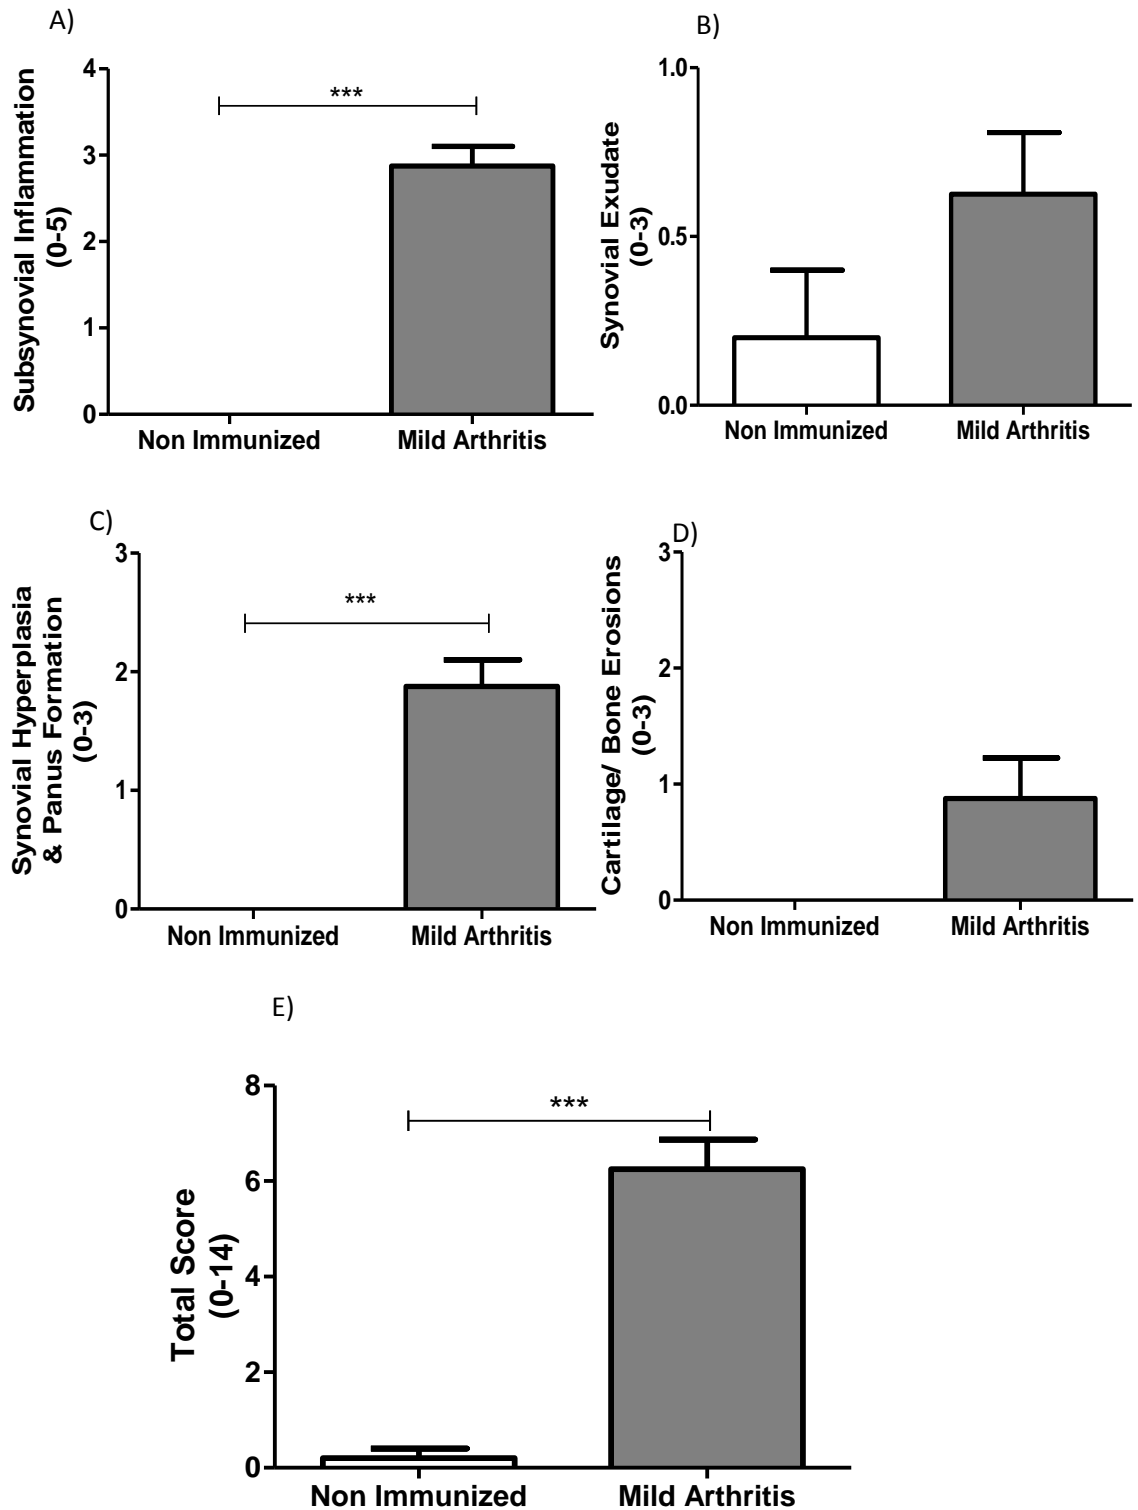 A)
Subsynovial Inflammation
(0-5)
4
3
2
1
0
***
Non Immunized
Mild Arthritis
B)
Synovial Exudate
(0-3)
1.0
0.5
0.0
Non Immunized
Mild Arthritis
C)
Synovial Hyperplasia
& Panus Formation
(0-3)
3
2
1
0
***
Non Immunized
Mild Arthritis
D)
Cartilage/ Bone Erosions
(0-3)
3
2
1
0
Non Immunized
Mild Arthritis
E)
Total Score
(0-14)
8
6
4
2
0
***
Non Immunized
Mild Arthritis